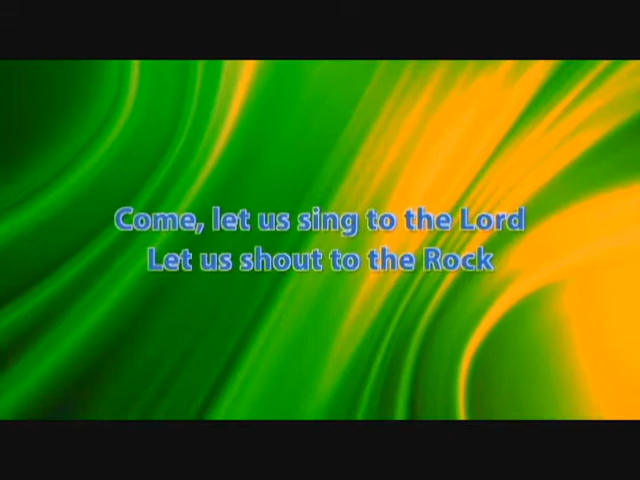 Come, let us sing to the Lord
Let us shout to the Rock